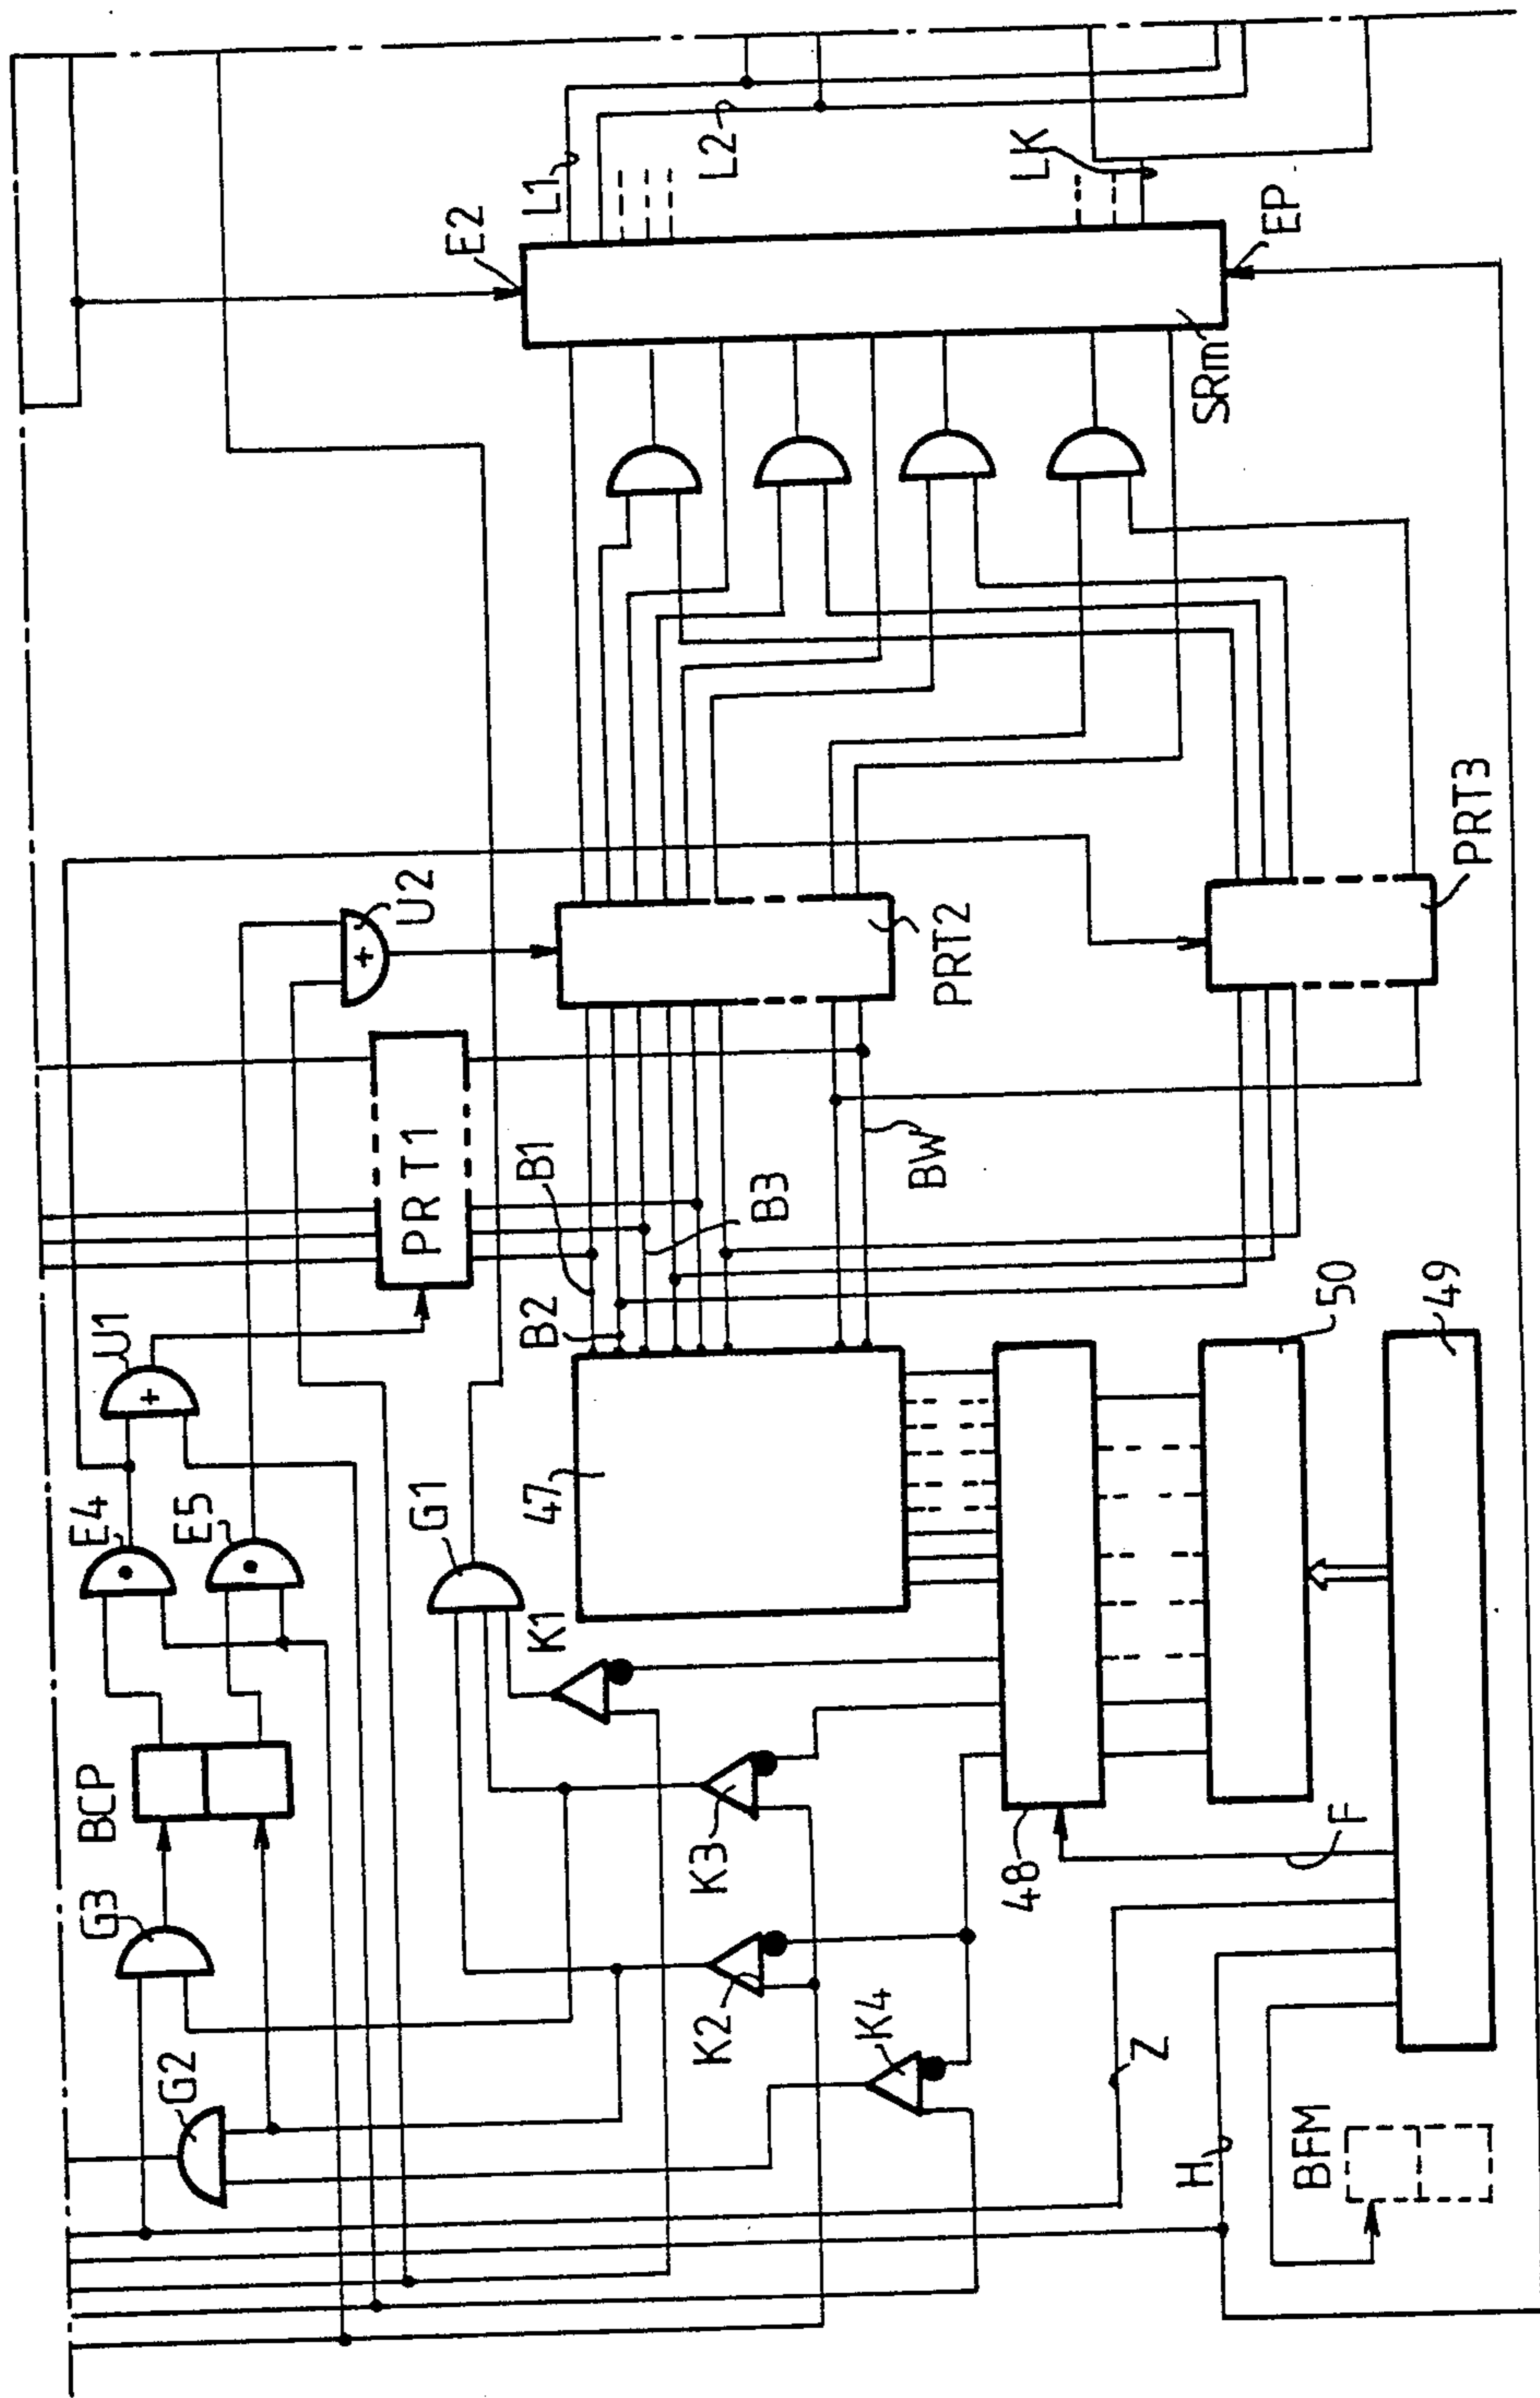 E2
L1
L2
LK
EP
SRm
U2
PRT2
PRT3
PRT1
B1
B2
B3
BW
U1
+
+
E4
E5
G1
47
K1
50
49
BCP
G3
K3
48
F
G2
K2
K4
Z
H
BFM